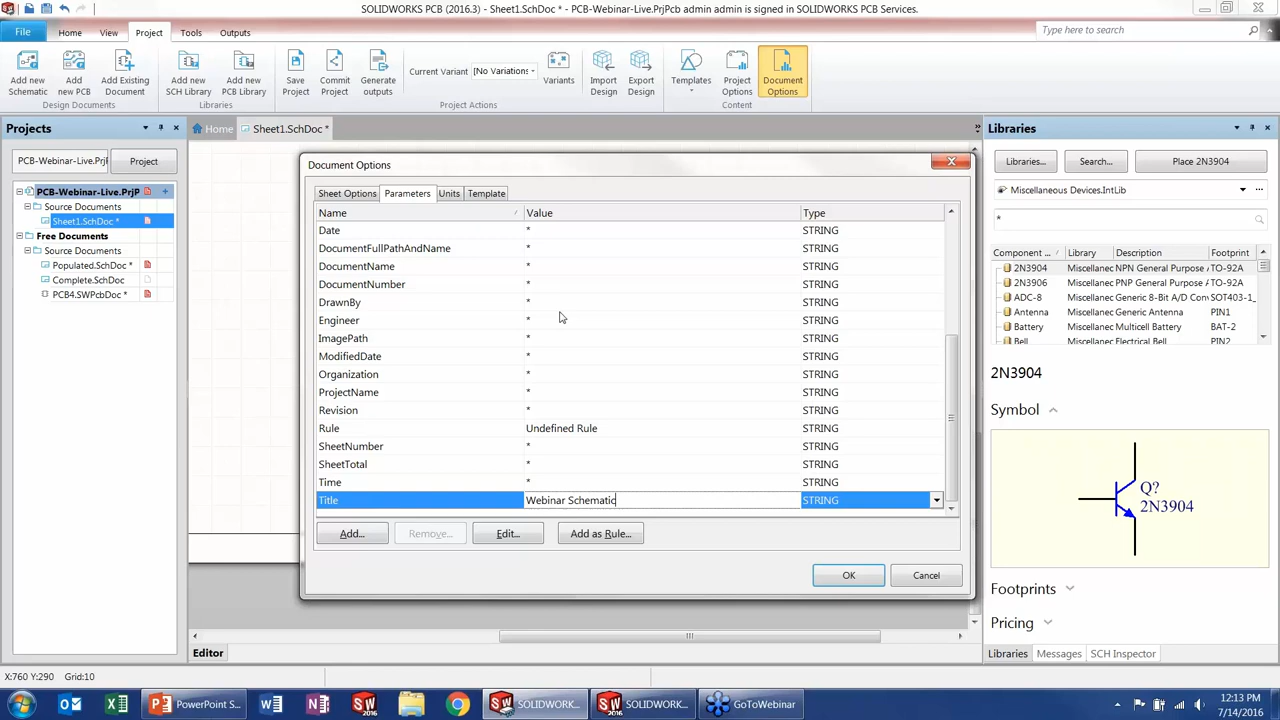 SOLIDWORKS PCB (2016.3) - Sheet1.SchDoc * - PCB-Webinar-Live.PrjPcb admin admin is signed in SOLIDWORKS PCB Services.
File Home View Project Tools Outputs
Type here to search
Add new Schematic
Add new PCB
Add Existing Document
Add new SCH Library
Add new PCB Library
Save Project
Commit Project
Generate outputs
Current Variant [No Variations]
Variants
Import Design
Export Design
Templates
Project Options
Document Options
Design Documents
Libraries
Project Actions
Content
Projects
PCB-Webinar-Live.PrjP
Project
PCB-Webinar-Live.PrjP
Source Documents
Sheet1.SchDoc *
Free Documents
Source Documents
Populated.SchDoc *
Complete.SchDoc
PCB4.SWPcbDoc *
Home
Sheet1.SchDoc *
Document Options
Sheet Options Parameters Units Template
Name Value Type
Date * STRING
DocumentFullPathAndName * STRING
DocumentName * STRING
DocumentNumber * STRING
DrawnBy * STRING
Engineer * STRING
ImagePath * STRING
ModifiedDate * STRING
Organization * STRING
ProjectName * STRING
Revision * STRING
Rule Undefined Rule STRING
SheetNumber * STRING
SheetTotal * STRING
Time * STRING
Title Webinar Schematic STRING
Add... Remove... Edit... Add as Rule...
OK Cancel
Editor
Libraries
Libraries... Search... Place 2N3904
Miscellaneous Devices.IntLib ...
*
Component ... Library Description Footprint
2N3904 Miscellanec NPN General Purpose A TO-92A
2N3906 Miscellanec PNP General Purpose A TO-92A
ADC-8 Miscellanec Generic 8-Bit A/D Conv SOT403-1_
Antenna Miscellanec Generic Antenna PIN1
Battery Miscellanec Multicell Battery BAT-2
Bell Miscellanec Electrical Bell PIN2
2N3904
Symbol
Q?
2N3904
Footprints
Pricing
Libraries Messages SCH Inspector
X:760 Y:290 Grid:10
PowerPoint S...
SW 2016
SOLIDWORK...
SOLIDWORK...
GoToWebinar
12:13 PM
7/14/2016